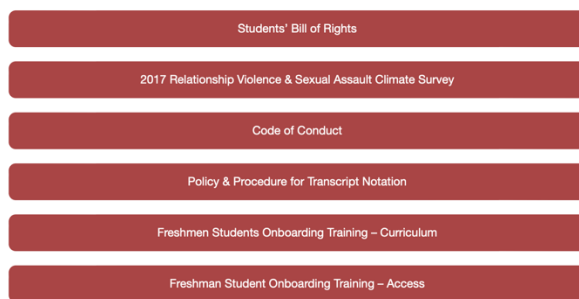 Students' Bill of Rights
2017 Relationship Violence & Sexual Assault Climate Survey
Code of Conduct
Policy & Procedure for Transcript Notation
Freshmen Students Onboarding Training – Curriculum
Freshman Student Onboarding Training – Access